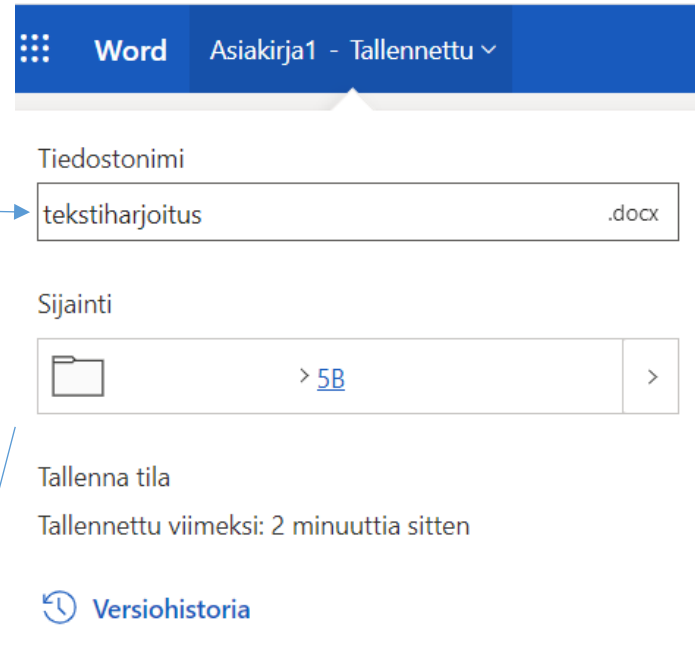 Word Asiakirja1 - Tallennettu
Tiedostonimi
tekstiharjoitus .docx
Sijainti
> 5B >
Tallenna tila
Tallennettu viimeksi: 2 minuuttia sitten
Versiohistoria